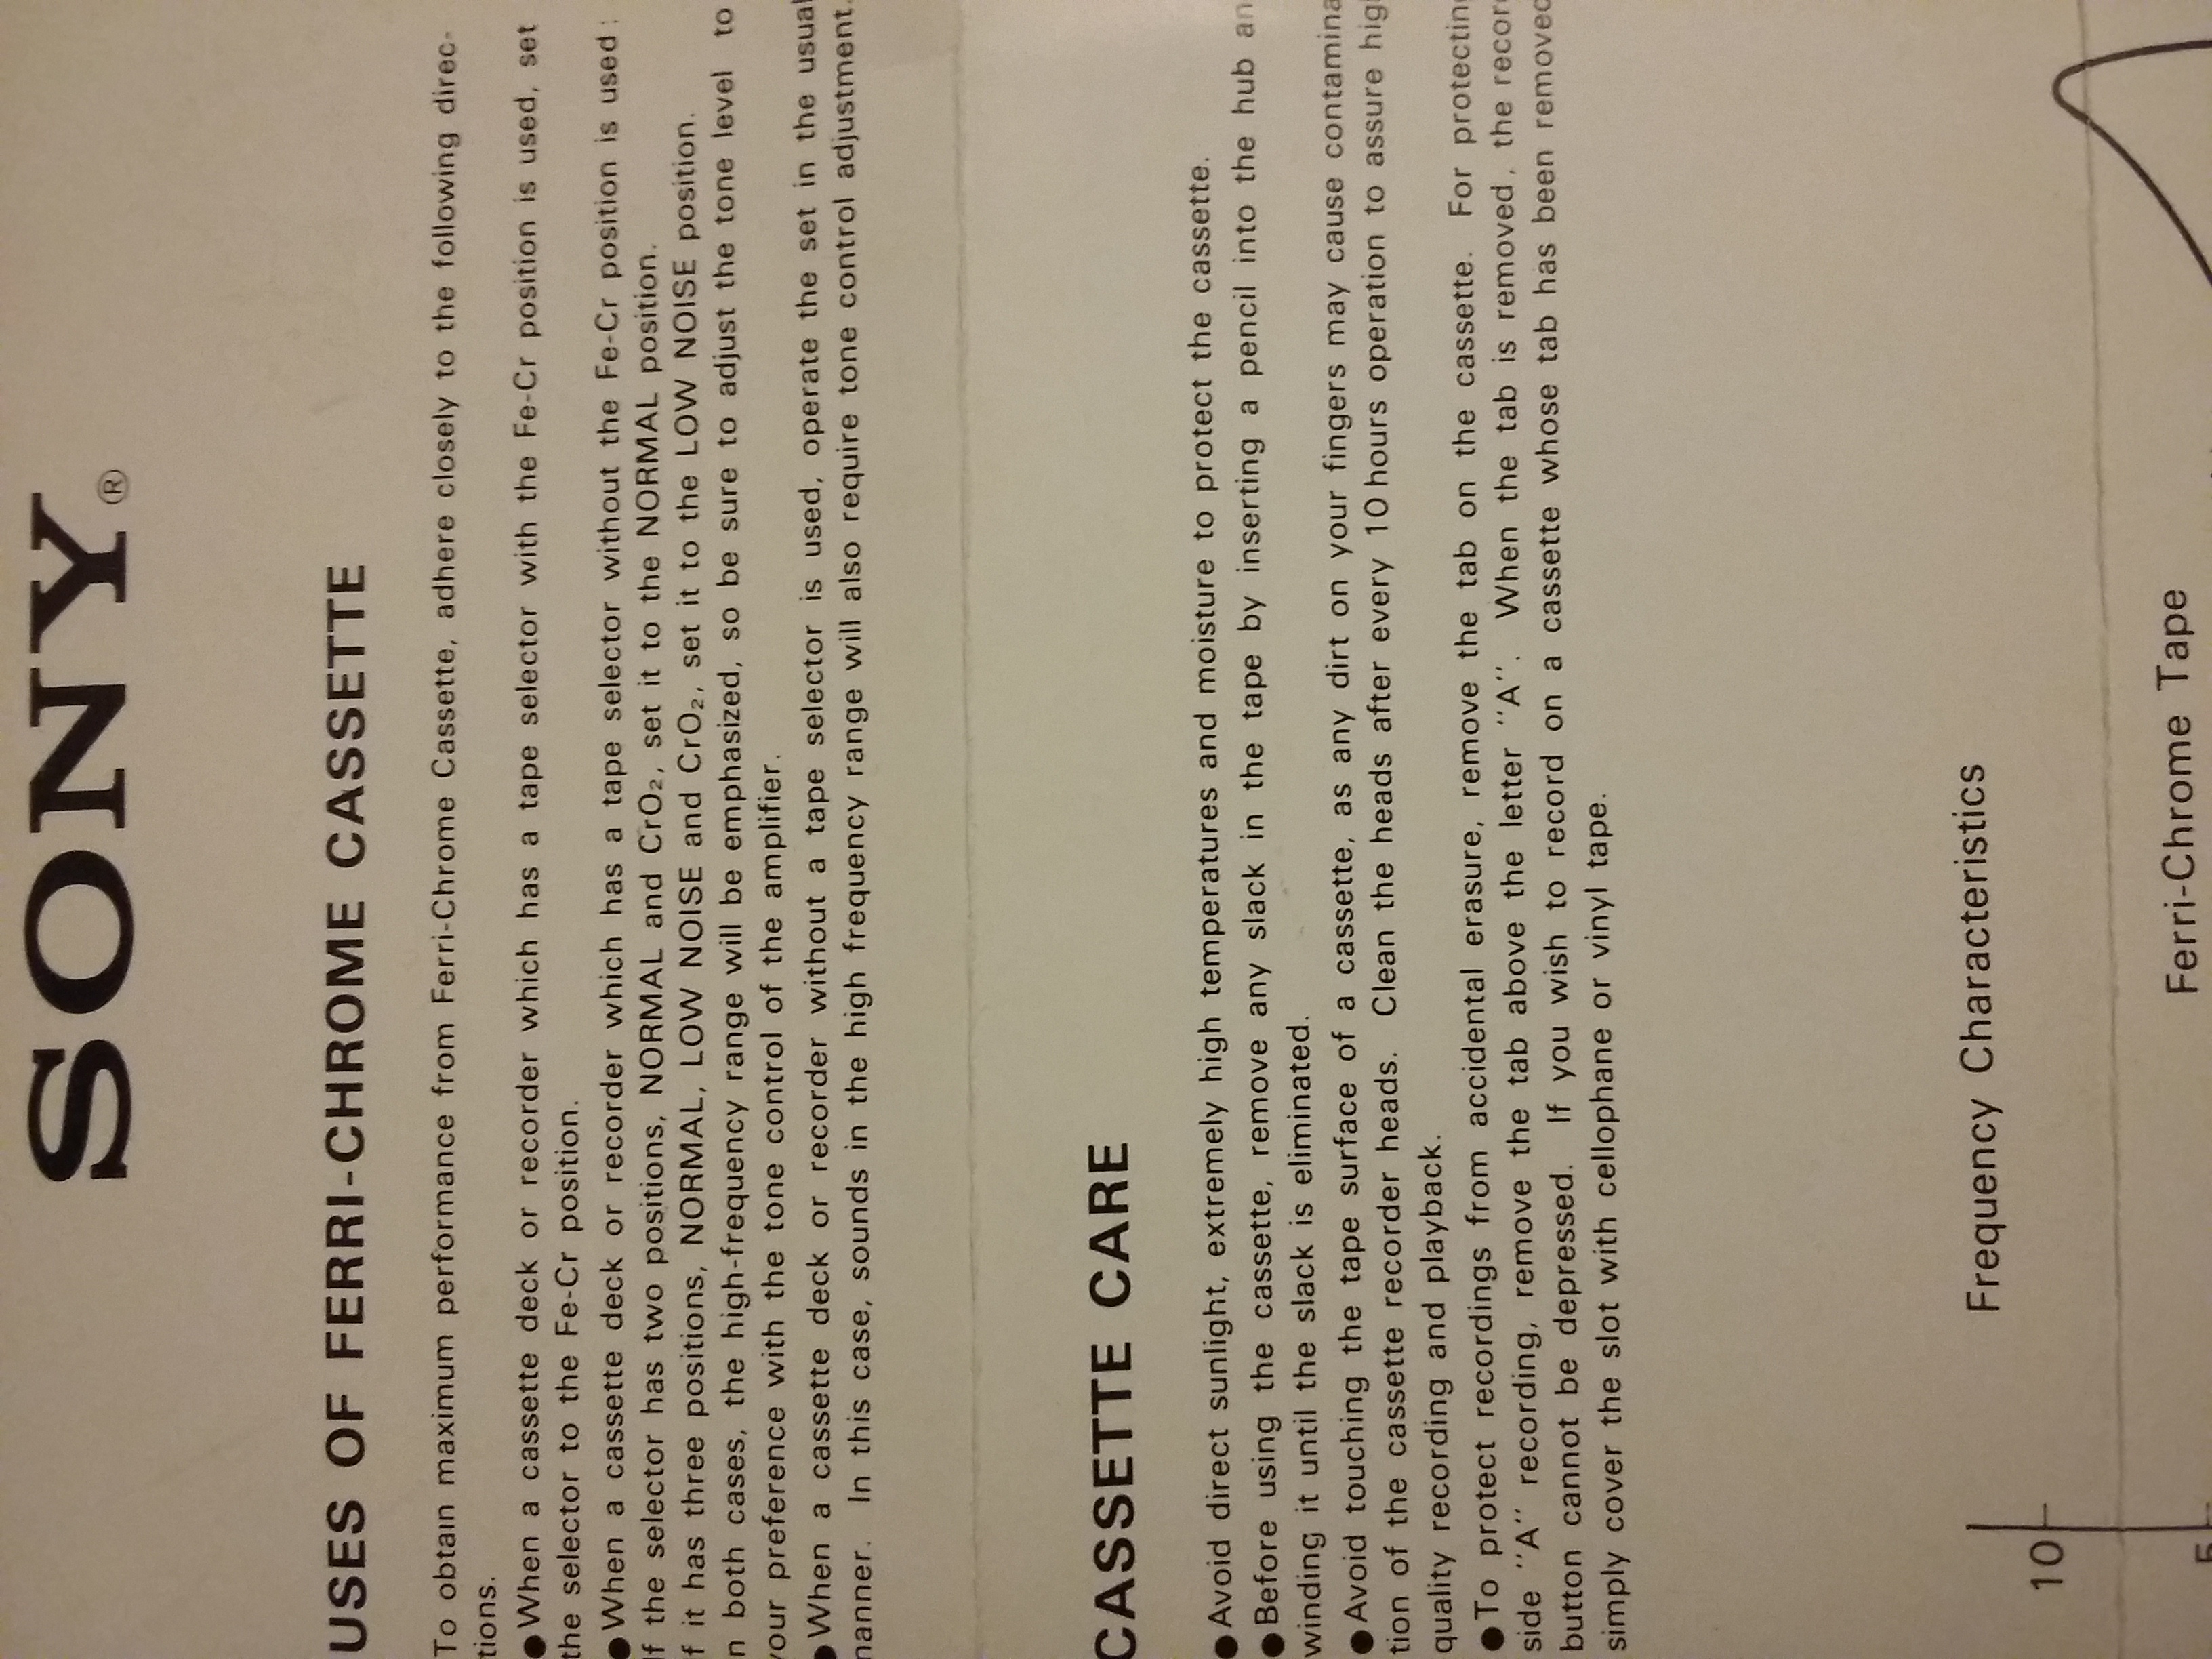 SONY®
USES OF FERRI-CHROME CASSETTE
To obtain maximum performance from Ferri-Chrome Cassette, adhere closely to the following direc-
tions.
●When a cassette deck or recorder which has a tape selector with the Fe-Cr position is used, set
the selector to the Fe-Cr position.
●When a cassette deck or recorder which has a tape selector without the Fe-Cr position is used:
If the selector has two positions, NORMAL and CrO₂, set it to the NORMAL position.
f it has three positions, NORMAL, LOW NOISE and CrO₂, set it to the LOW NOISE position.
n both cases, the high-frequency range will be emphasized, so be sure to adjust the tone level to
your preference with the tone control of the amplifier.
●When a cassette deck or recorder without a tape selector is used, operate the set in the usual
manner. In this case, sounds in the high frequency range will also require tone control adjustment.
CASSETTE CARE
●Avoid direct sunlight, extremely high temperatures and moisture to protect the cassette.
●Before using the cassette, remove any slack in the tape by inserting a pencil into the hub an
winding it until the slack is eliminated.
●Avoid touching the tape surface of a cassette, as any dirt on your fingers may cause contamina
tion of the cassette recorder heads. Clean the heads after every 10 hours operation to assure hig
quality recording and playback.
●To protect recordings from accidental erasure, remove the tab on the cassette. For protecting
side "A" recording, remove the tab above the letter "A". When the tab is removed, the recor
button cannot be depressed. If you wish to record on a cassette whose tab has been removed
simply cover the slot with cellophane or vinyl tape.
Frequency Characteristics
10
Ferri-Chrome Tape